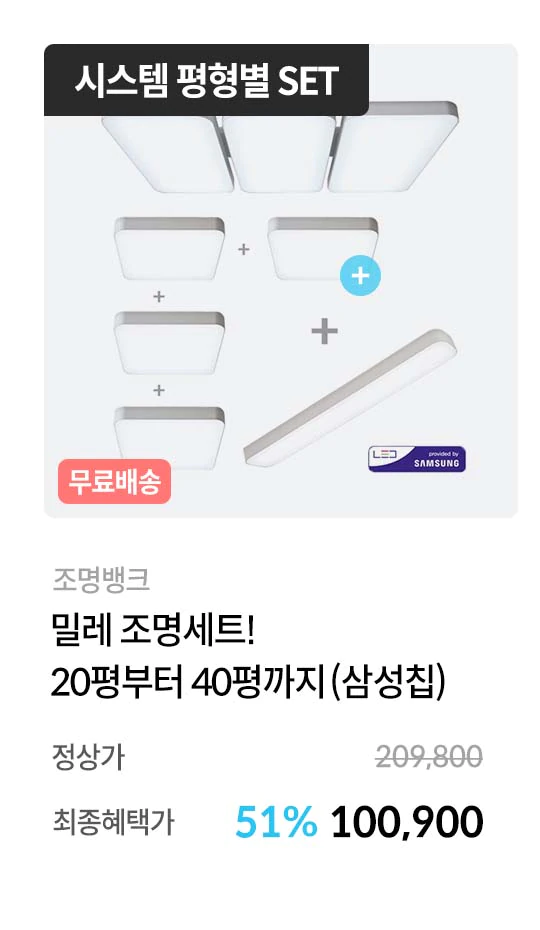 시스템 평형별 SET
+
+
+
+
+
LED provided by
SAMSUNG
무료배송
조명뱅크
밀레 조명세트!
20평부터 40평까지(삼성칩)
정상가 209,800
최종혜택가 51% 100,900